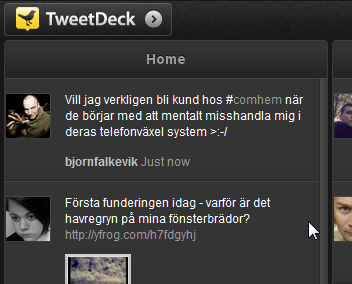 TweetDeck
Home
Vill jag verkligen bli kund hos #comhem när
de börjar med att mentalt misshandla mig i
deras telefonväxel system >:-/
bjornfalkevik Just now
Första funderingen idag - varför är det
havregryn på mina fönsterbrädor?
http://yfrog.com/h7fdgyhj